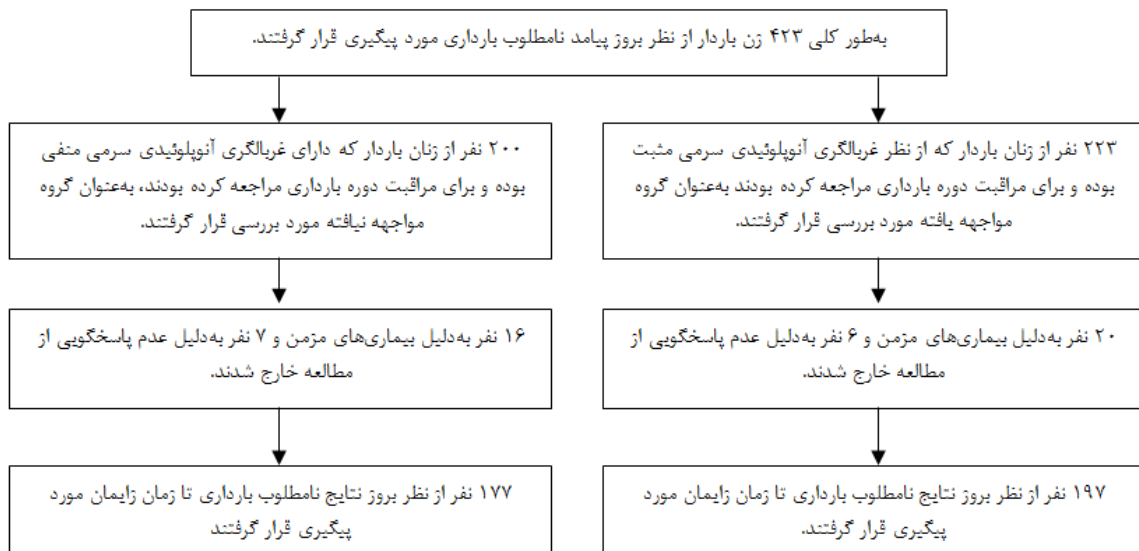 به‌طور کلی ۴۲۳ زن باردار از نظر بروز پیامد نامطلوب بارداری مورد پیگیری قرار گرفتند.
۲۲۳ نفر از زنان باردار که از نظر غربالگری آنوپلوئیدی سرمی مثبت
بوده و برای مراقبت دوره بارداری مراجعه کرده بودند به‌عنوان گروه
مواجهه یافته مورد بررسی قرار گرفتند.
۲۰۰ نفر از زنان باردار که دارای غربالگری آنوپلوئیدی سرمی منفی
بوده و برای مراقبت دوره بارداری مراجعه کرده بودند، به‌عنوان گروه
مواجهه نیافته مورد بررسی قرار گرفتند.
۲۰ نفر به‌دلیل بیماری‌های مزمن و ۶ نفر به‌دلیل عدم پاسخگویی از
مطالعه خارج شدند.
۱۶ نفر به‌دلیل بیماری‌های مزمن و ۷ نفر به‌دلیل عدم پاسخگویی از
مطالعه خارج شدند.
۱۹۷ نفر از نظر بروز نتایج نامطلوب بارداری تا زمان زایمان مورد
پیگیری قرار گرفتند.
۱۷۷ نفر از نظر بروز نتایج نامطلوب بارداری تا زمان زایمان مورد
پیگیری قرار گرفتند